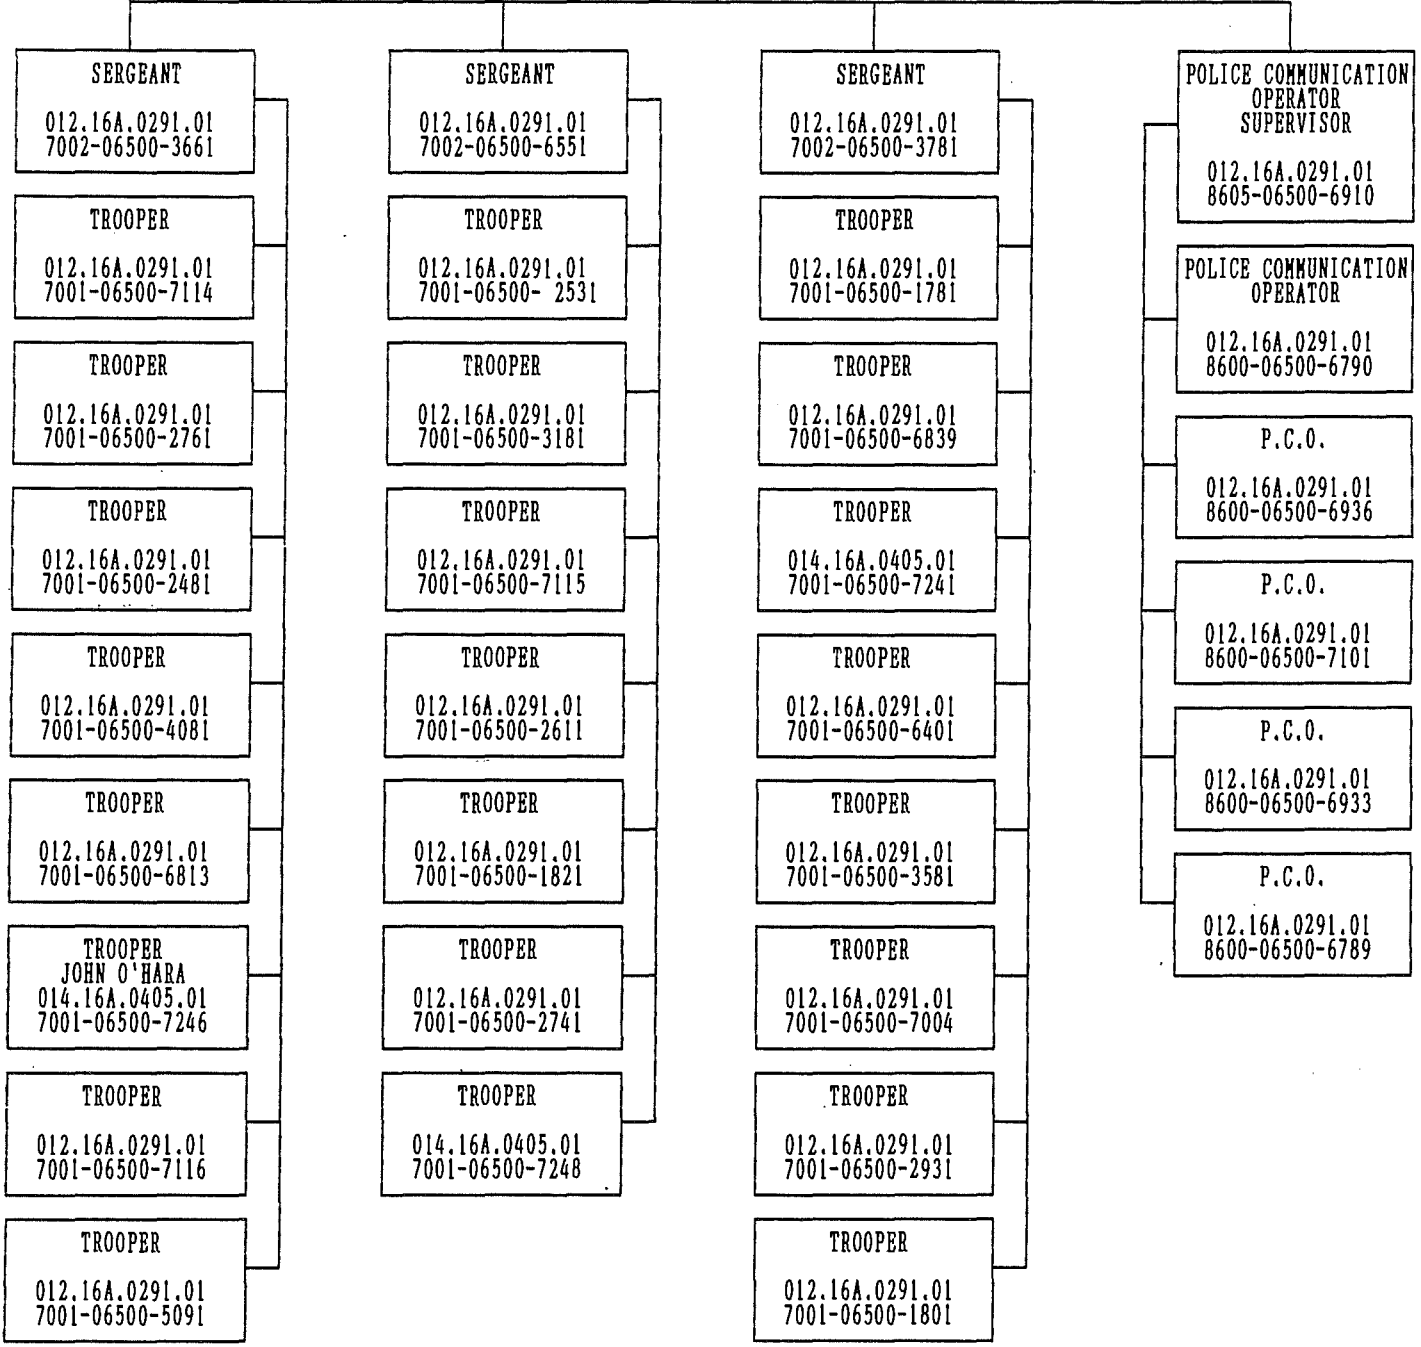 SERGEANT
012.16A.0291.01
7002-06500-3661
TROOPER
012.16A.0291.01
7001-06500-7114
TROOPER
012.16A.0291.01
7001-06500-2761
TROOPER
012.16A.0291.01
7001-06500-2481
TROOPER
012.16A.0291.01
7001-06500-4081
TROOPER
012.16A.0291.01
7001-06500-6813
TROOPER
JOHN O'HARA
014.16A.0405.01
7001-06500-7246
TROOPER
012.16A.0291.01
7001-06500-7116
TROOPER
012.16A.0291.01
7001-06500-5091
SERGEANT
012.16A.0291.01
7002-06500-6551
TROOPER
012.16A.0291.01
7001-06500- 2531
TROOPER
012.16A.0291.01
7001-06500-3181
TROOPER
012.16A.0291.01
7001-06500-7115
TROOPER
012.16A.0291.01
7001-06500-2611
TROOPER
012.16A.0291.01
7001-06500-1821
TROOPER
012.16A.0291.01
7001-06500-2741
TROOPER
014.16A.0405.01
7001-06500-7248
SERGEANT
012.16A.0291.01
7002-06500-3781
TROOPER
012.16A.0291.01
7001-06500-1781
TROOPER
012.16A.0291.01
7001-06500-6839
TROOPER
014.16A.0405.01
7001-06500-7241
TROOPER
012.16A.0291.01
7001-06500-6401
TROOPER
012.16A.0291.01
7001-06500-3581
TROOPER
012.16A.0291.01
7001-06500-7004
TROOPER
012.16A.0291.01
7001-06500-2931
TROOPER
012.16A.0291.01
7001-06500-1801
POLICE COMMUNICATION
OPERATOR
SUPERVISOR
012.16A.0291.01
8605-06500-6910
POLICE COMMUNICATION
OPERATOR
012.16A.0291.01
8600-06500-6790
P.C.O.
012.16A.0291.01
8600-06500-6936
P.C.O.
012.16A.0291.01
8600-06500-7101
P.C.O.
012.16A.0291.01
8600-06500-6933
P.C.O.
012.16A.0291.01
8600-06500-6789